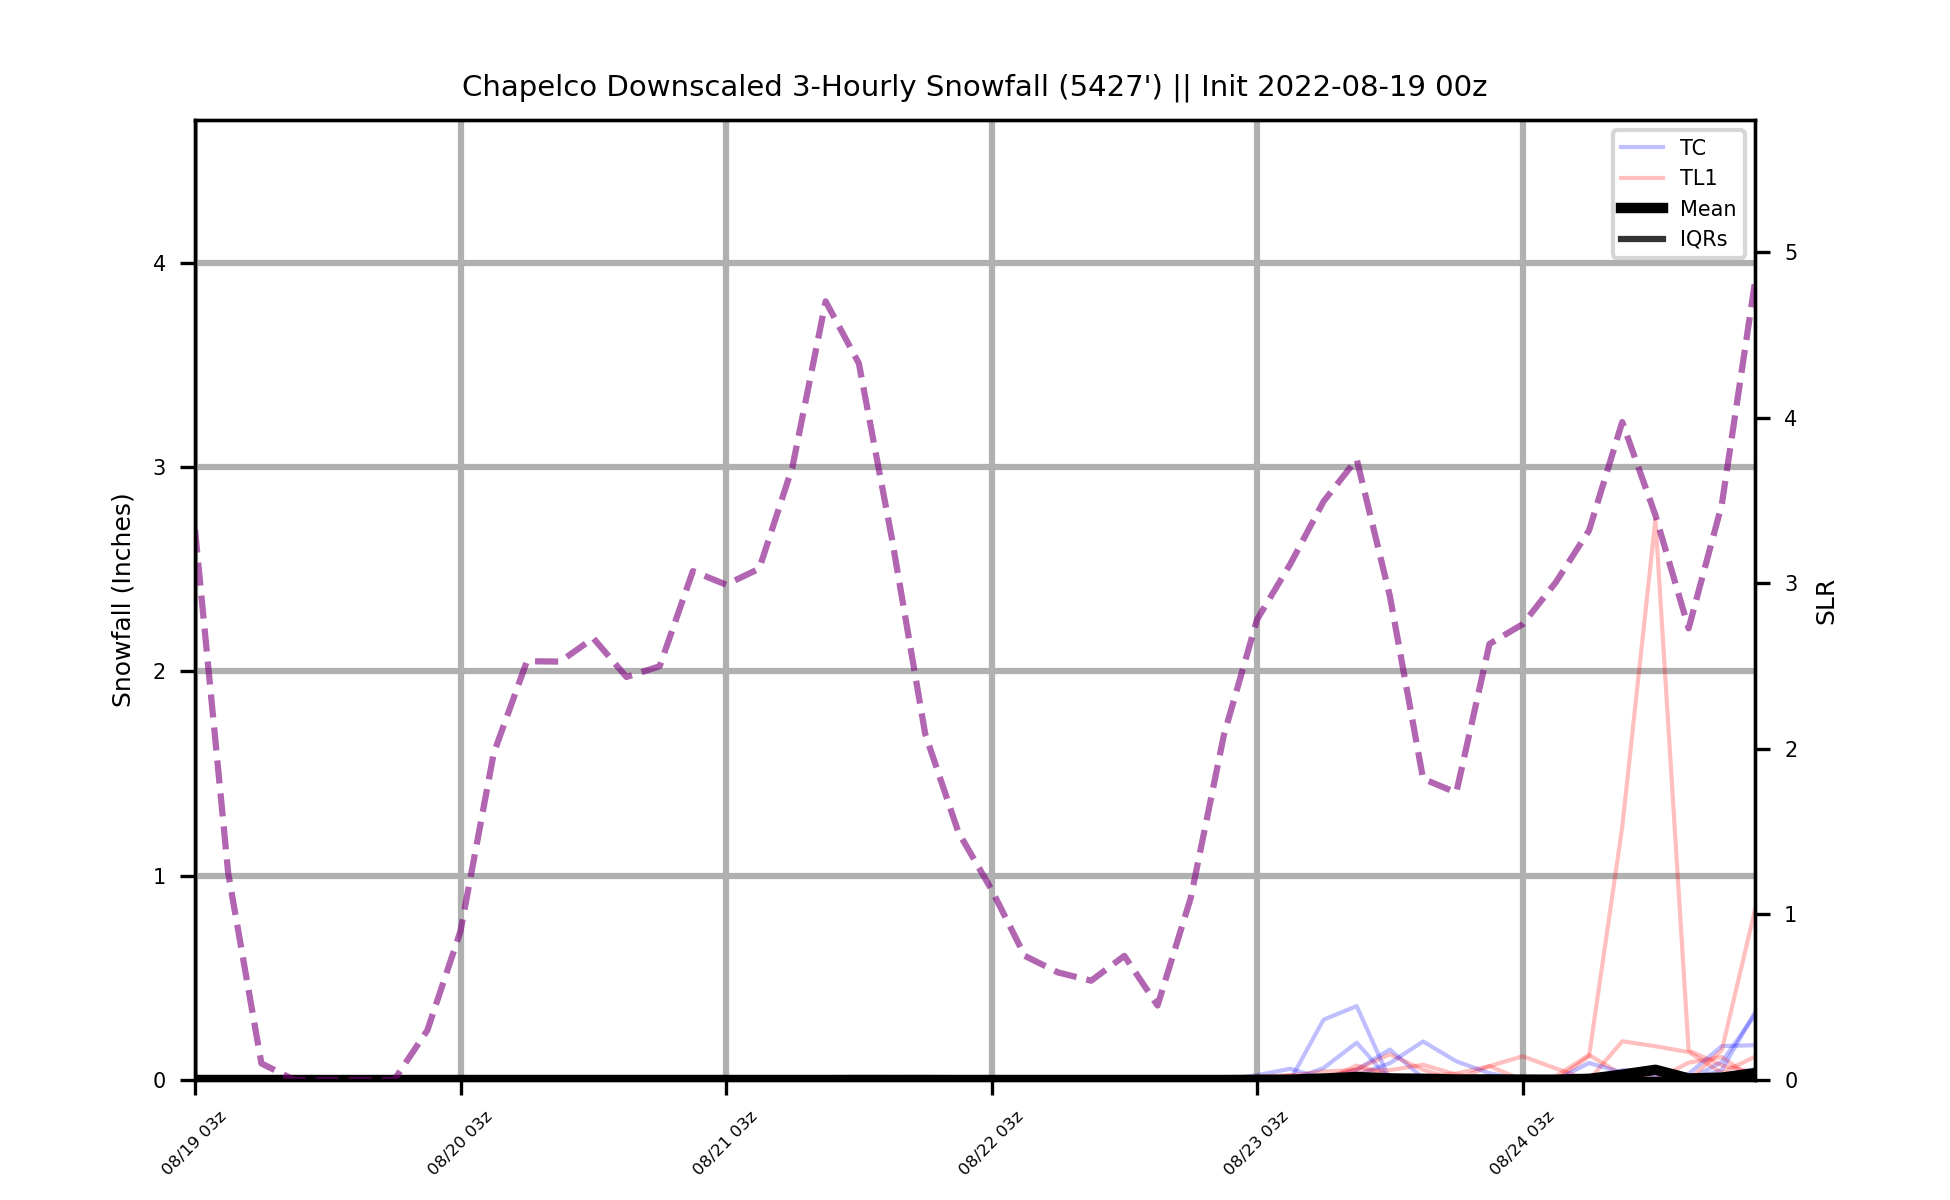 Chapelco Downscaled 3-Hourly Snowfall (5427') || Init 2022-08-19 00z
TC
TL1
Mean
IQRs
Snowfall (Inches)
4
3
2
1
0
5
4
3
2
1
0
SLR
08/19 03z
08/20 03z
08/21 03z
08/22 03z
08/23 03z
08/24 03z